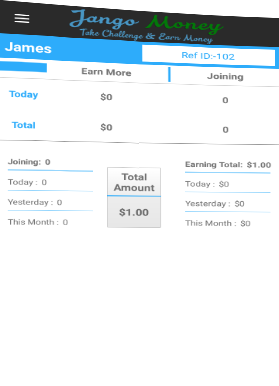 Jango Money
Take Challenge & Earn Money
James
Ref ID:-102
Earn More Joining
Today $0 0
Total $0 0
Joining: 0
Today : 0
Yesterday : 0
This Month : 0
Total
Amount
$1.00
Earning Total: $1.00
Today : $0
Yesterday : $0
This Month : $0